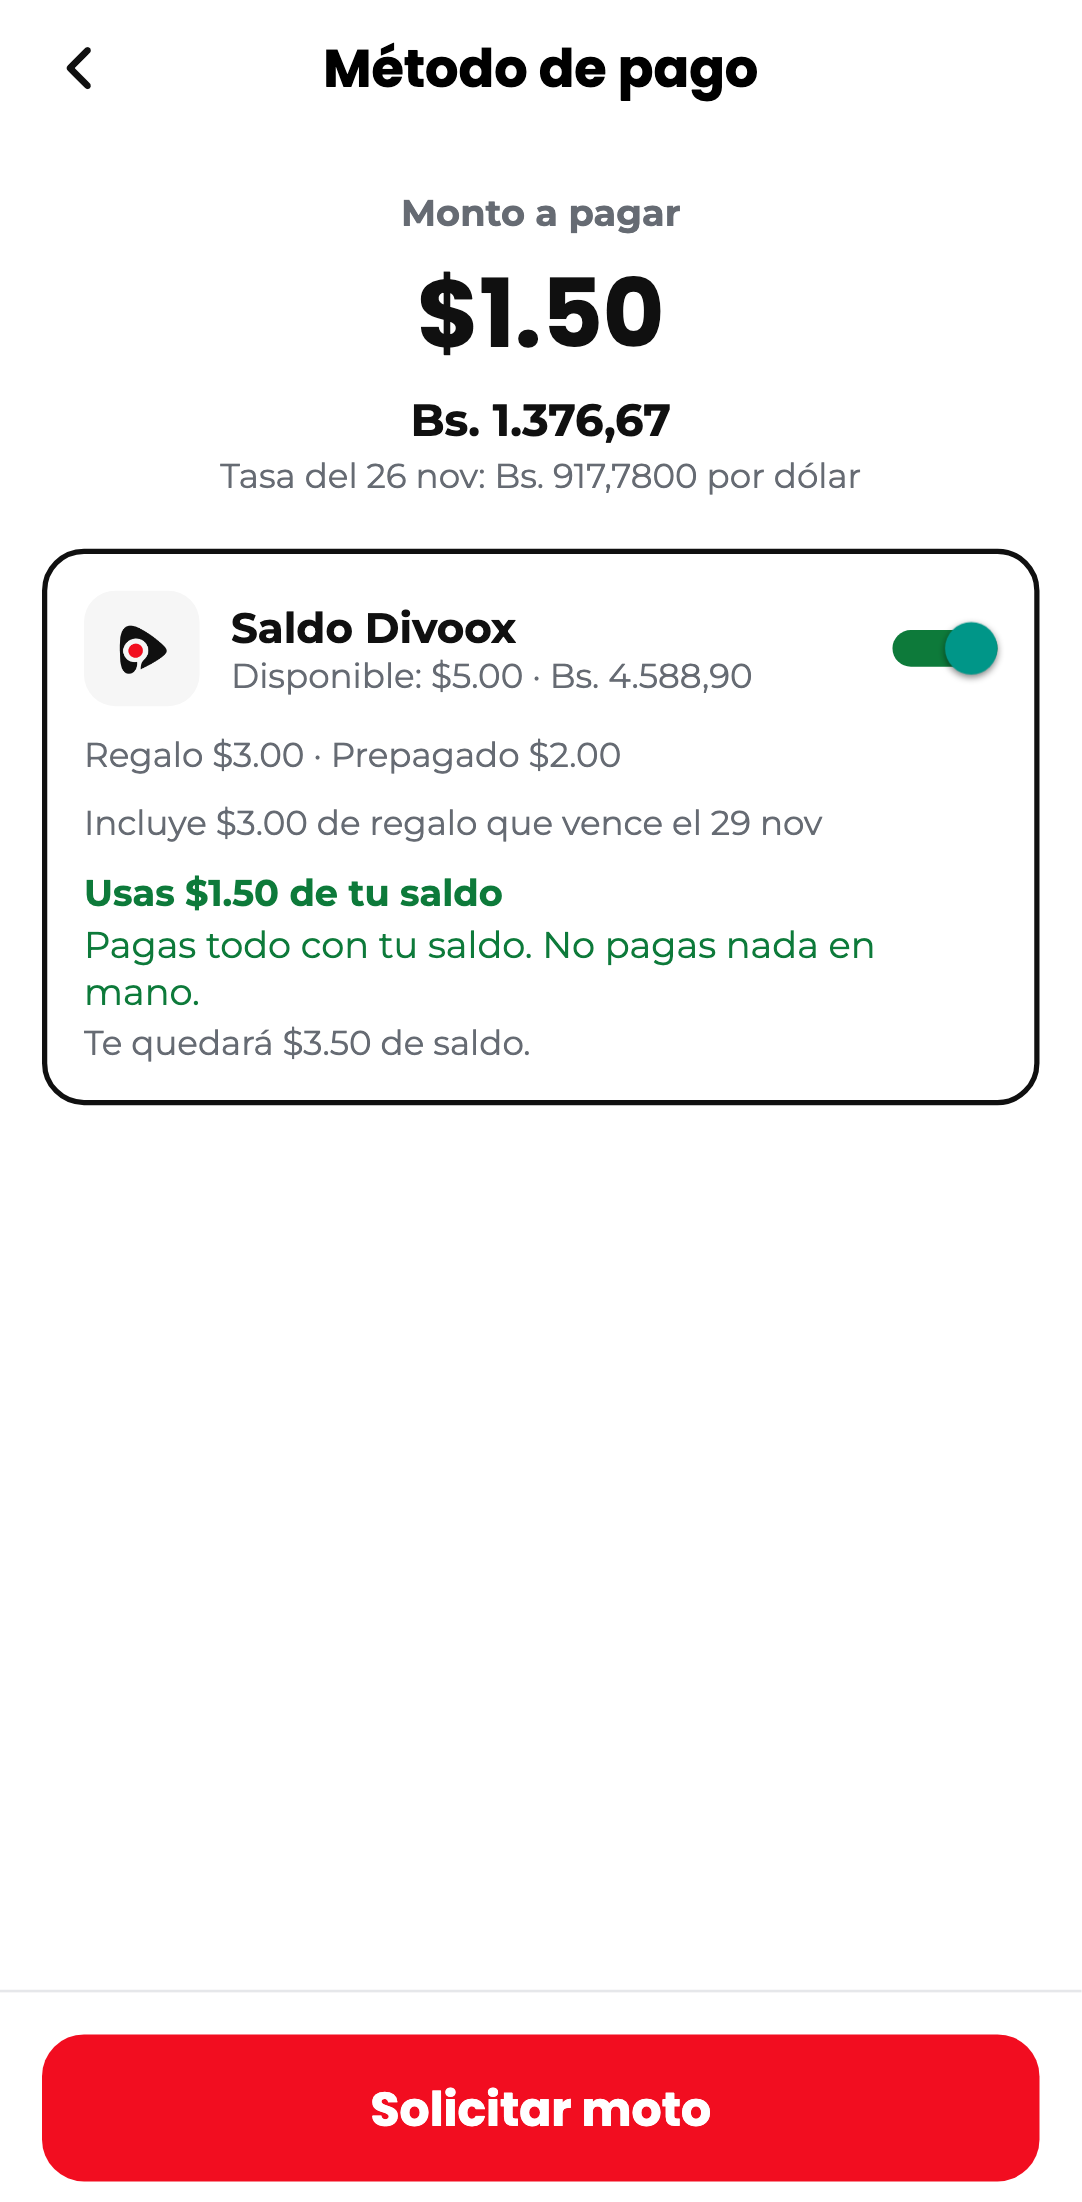 Método de pago
Monto a pagar
$1.50
Bs. 1.376,67
Tasa del 26 nov: Bs. 917,7800 por dólar
Saldo Divoox
Disponible: $5.00 · Bs. 4.588,90
Regalo $3.00 · Prepagado $2.00
Incluye $3.00 de regalo que vence el 29 nov
Usas $1.50 de tu saldo
Pagas todo con tu saldo. No pagas nada en
mano.
Te quedará $3.50 de saldo.
Solicitar moto